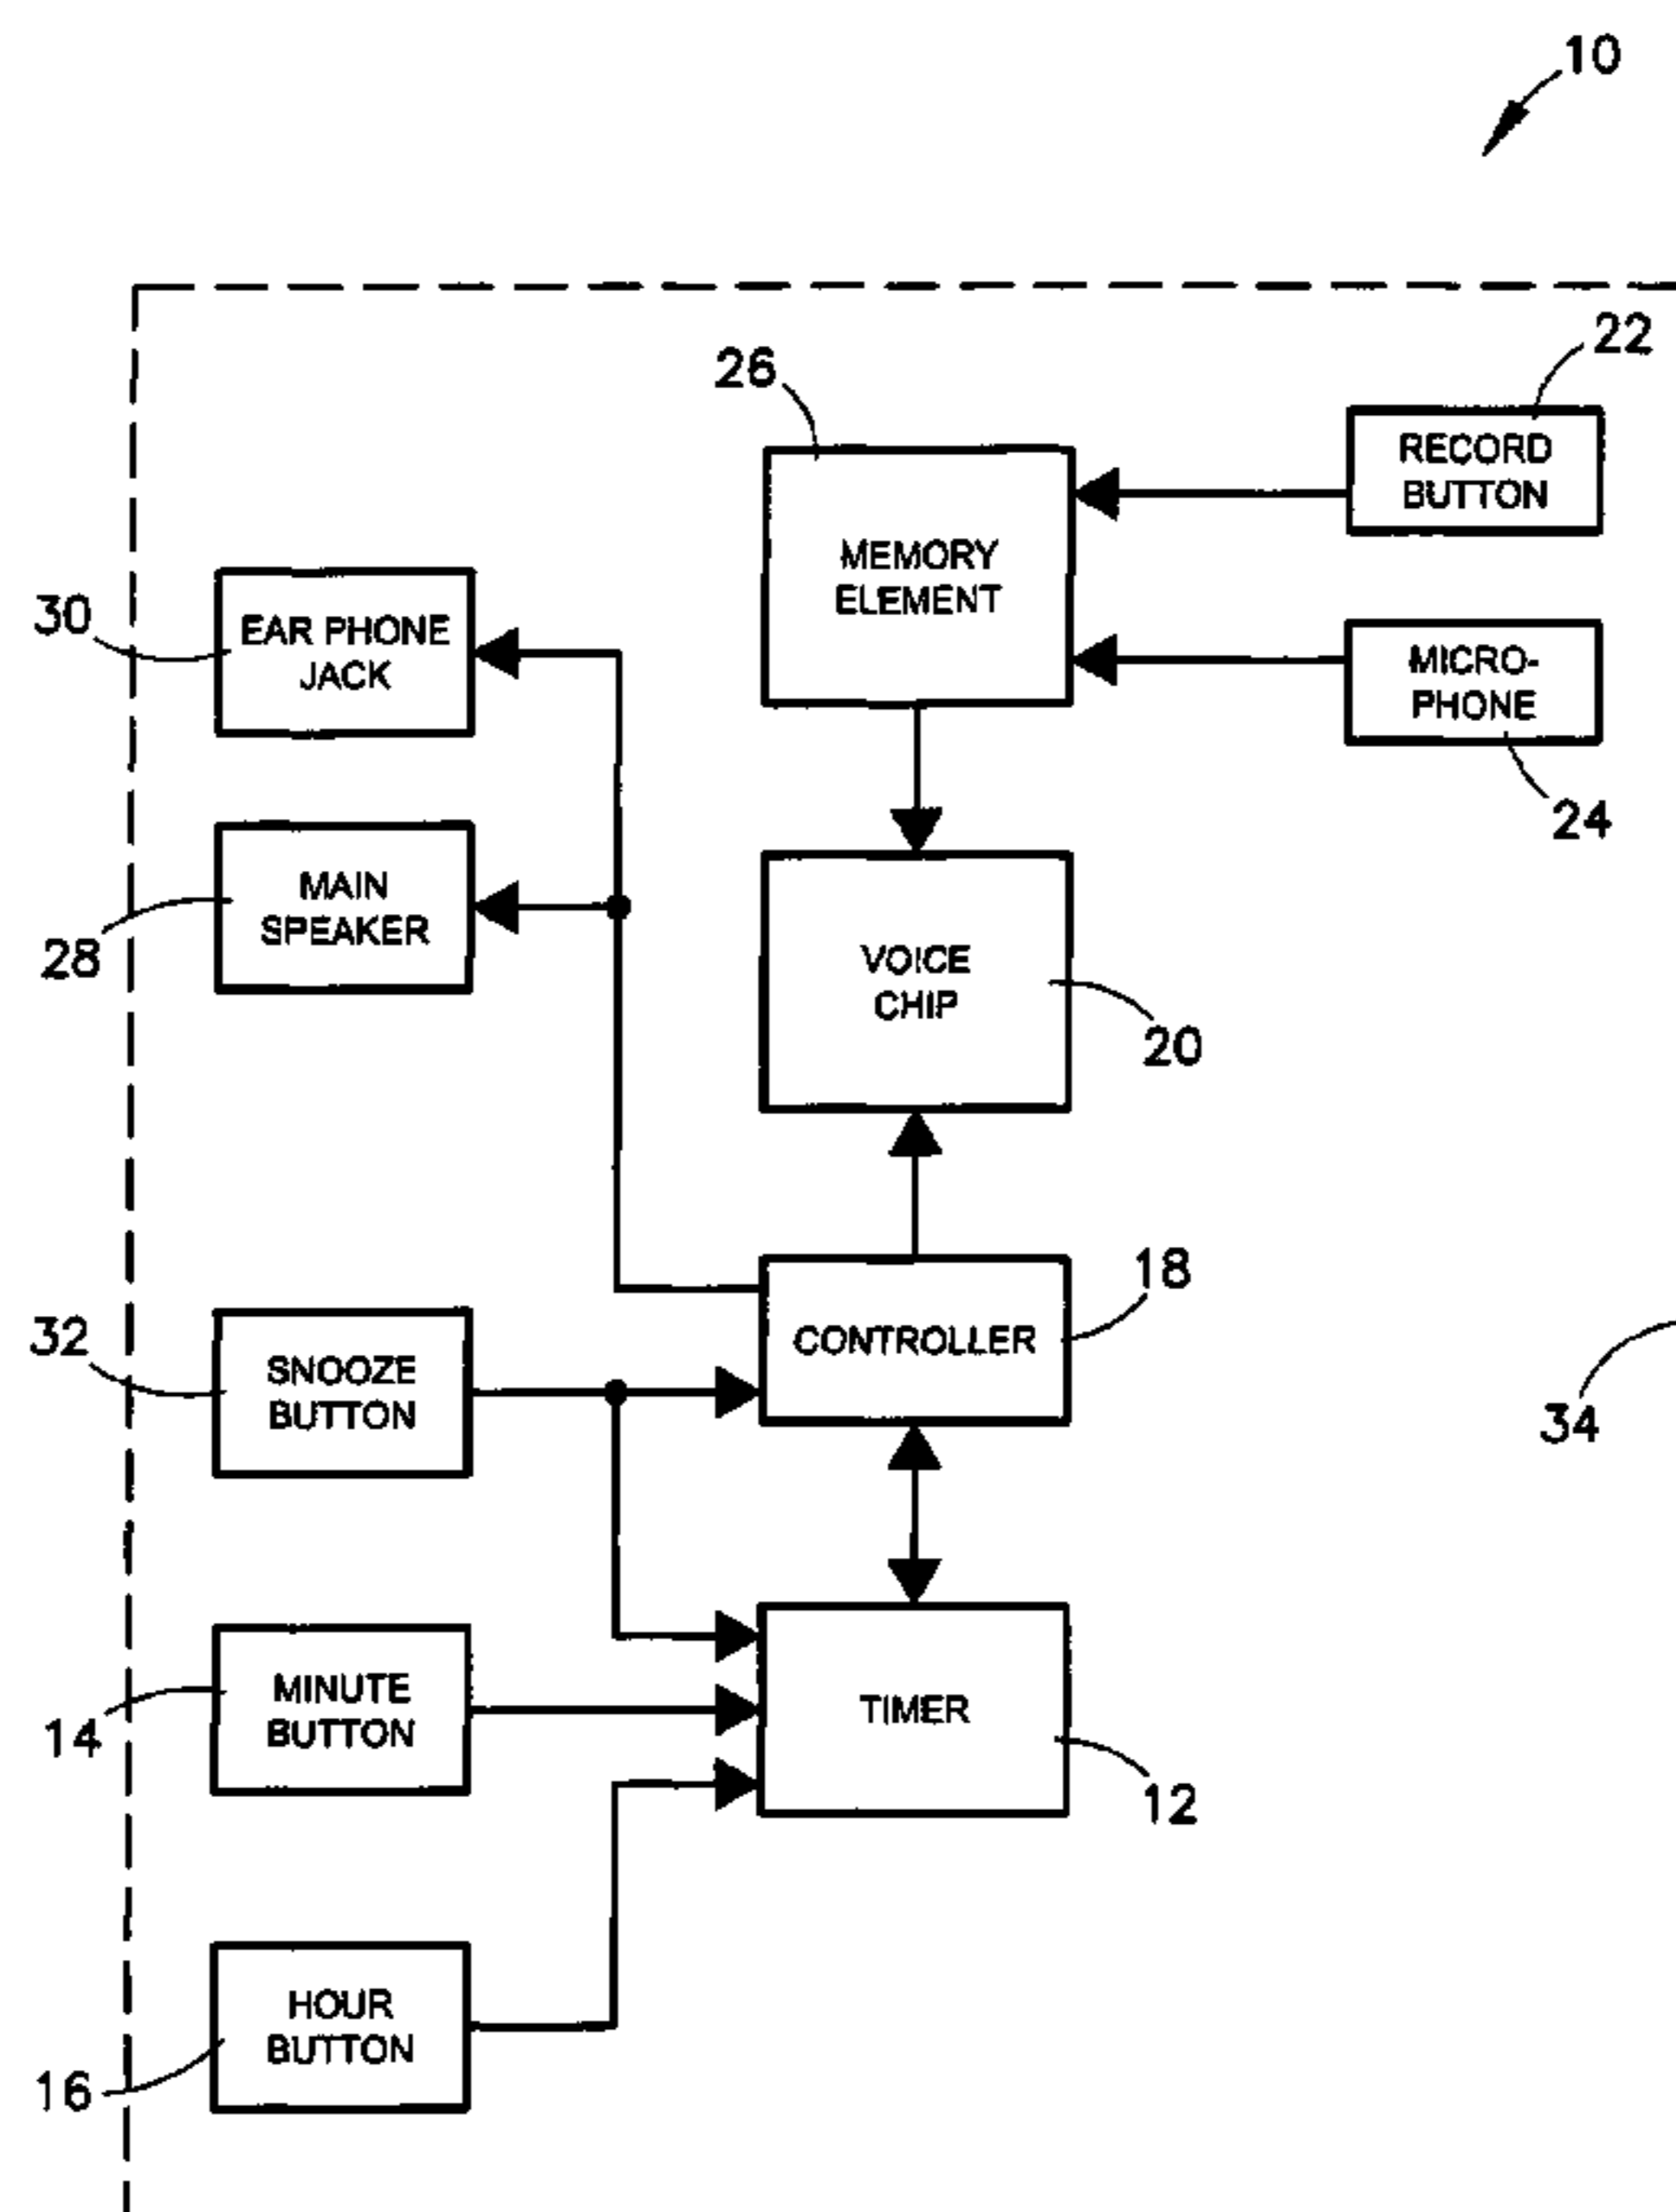 10
22
26
RECORD
BUTTON
MEMORY
ELEMENT
30
EAR PHONE
JACK
MICRO-
PHONE
24
MAIN
SPEAKER
28
VOICE
CHIP
20
18
32
CONTROLLER
SNOOZE
BUTTON
34
MINUTE
BUTTON
14
TIMER
12
HOUR
BUTTON
16